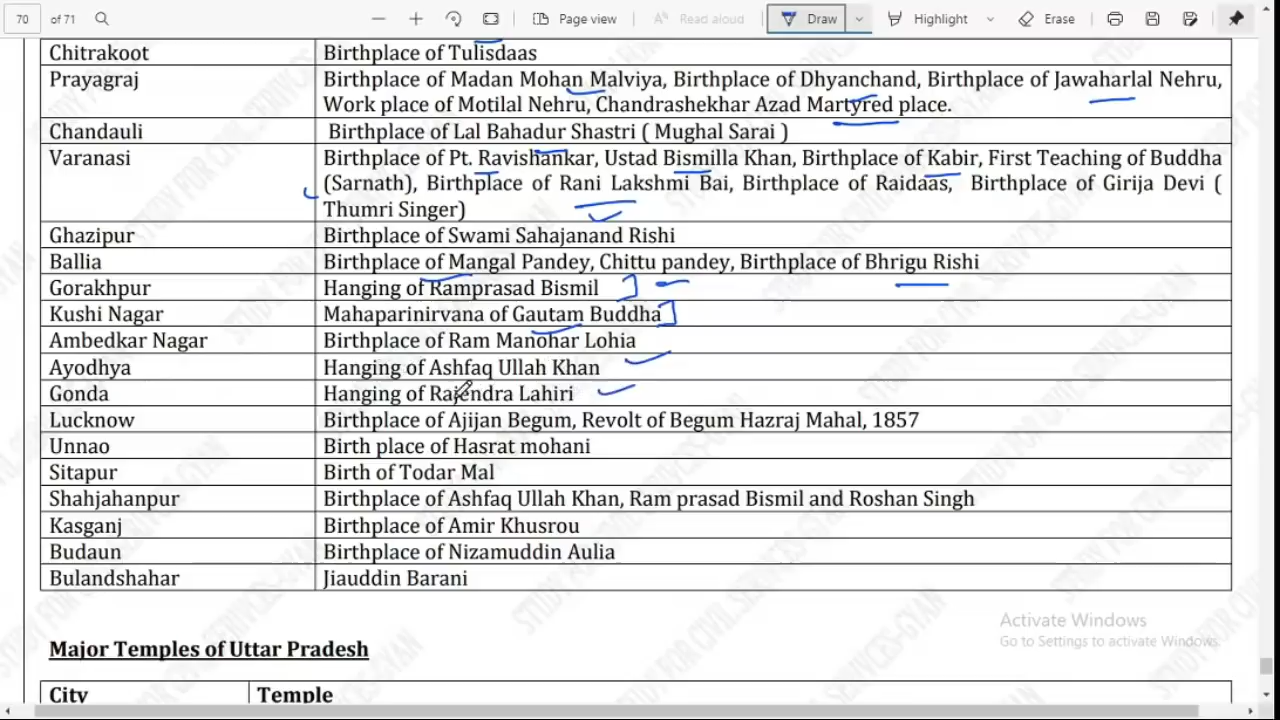 70 of 71 Page view Read aloud Draw Highlight Erase
Chitrakoot Birthplace of Tulisdaas
Prayagraj Birthplace of Madan Mohan Malviya, Birthplace of Dhyanchand, Birthplace of Jawaharlal Nehru,
Work place of Motilal Nehru, Chandrashekhar Azad Martyred place.
Chandauli Birthplace of Lal Bahadur Shastri ( Mughal Sarai )
Varanasi Birthplace of Pt. Ravishankar, Ustad Bismilla Khan, Birthplace of Kabir, First Teaching of Buddha
(Sarnath), Birthplace of Rani Lakshmi Bai, Birthplace of Raidaas, Birthplace of Girija Devi (
Thumri Singer)
Ghazipur Birthplace of Swami Sahajanand Rishi
Ballia Birthplace of Mangal Pandey, Chittu pandey, Birthplace of Bhrigu Rishi
Gorakhpur Hanging of Ramprasad Bismil
Kushi Nagar Mahaparinirvana of Gautam Buddha
Ambedkar Nagar Birthplace of Ram Manohar Lohia
Ayodhya Hanging of Ashfaq Ullah Khan
Gonda Hanging of Rajendra Lahiri
Lucknow Birthplace of Ajijan Begum, Revolt of Begum Hazraj Mahal, 1857
Unnao Birth place of Hasrat mohani
Sitapur Birth of Todar Mal
Shahjahanpur Birthplace of Ashfaq Ullah Khan, Ram prasad Bismil and Roshan Singh
Kasganj Birthplace of Amir Khusrou
Budaun Birthplace of Nizamuddin Aulia
Bulandshahar Jiauddin Barani
Activate Windows
Go to Settings to activate Windows.
Major Temples of Uttar Pradesh
City Temple